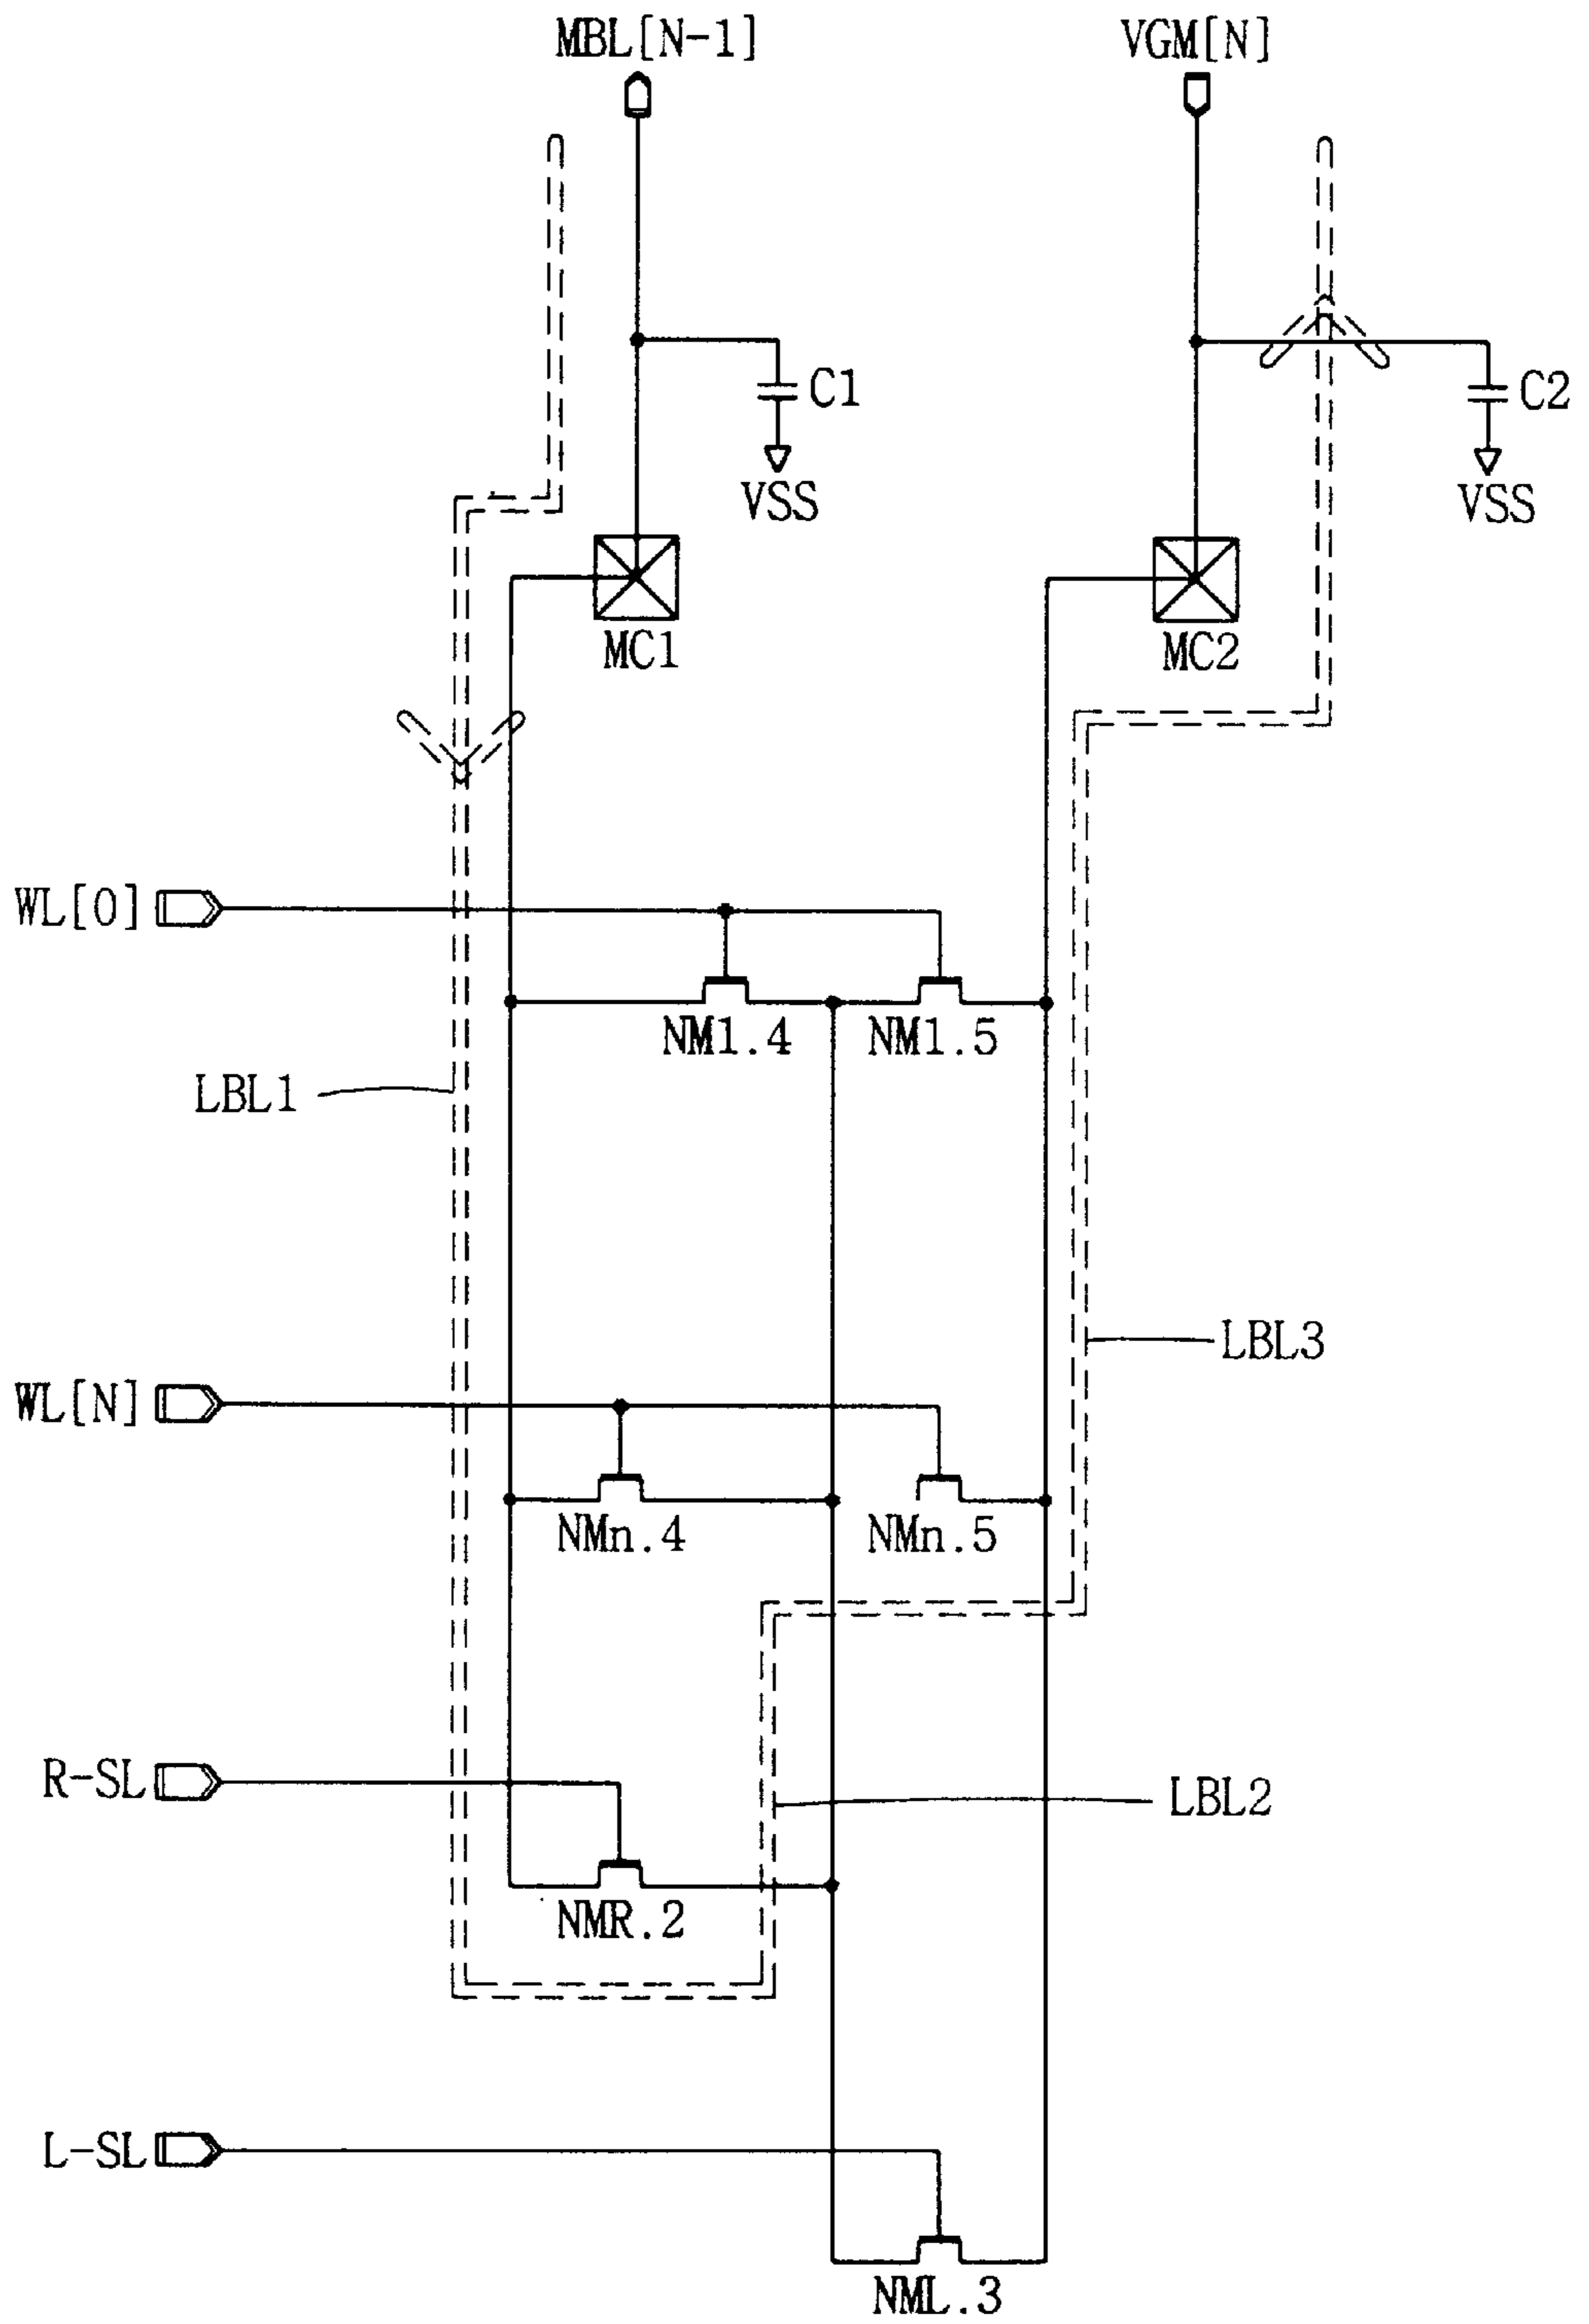 MBL[N-1]
VGM[N]
C1
C2
VSS
VSS
MC1
MC2
WL[0]
NM1.4
NM1.5
LBL1
LBL3
WL[N]
NMn.4
NMn.5
R-SL
LBL2
NMR.2
L-SL
NML.3